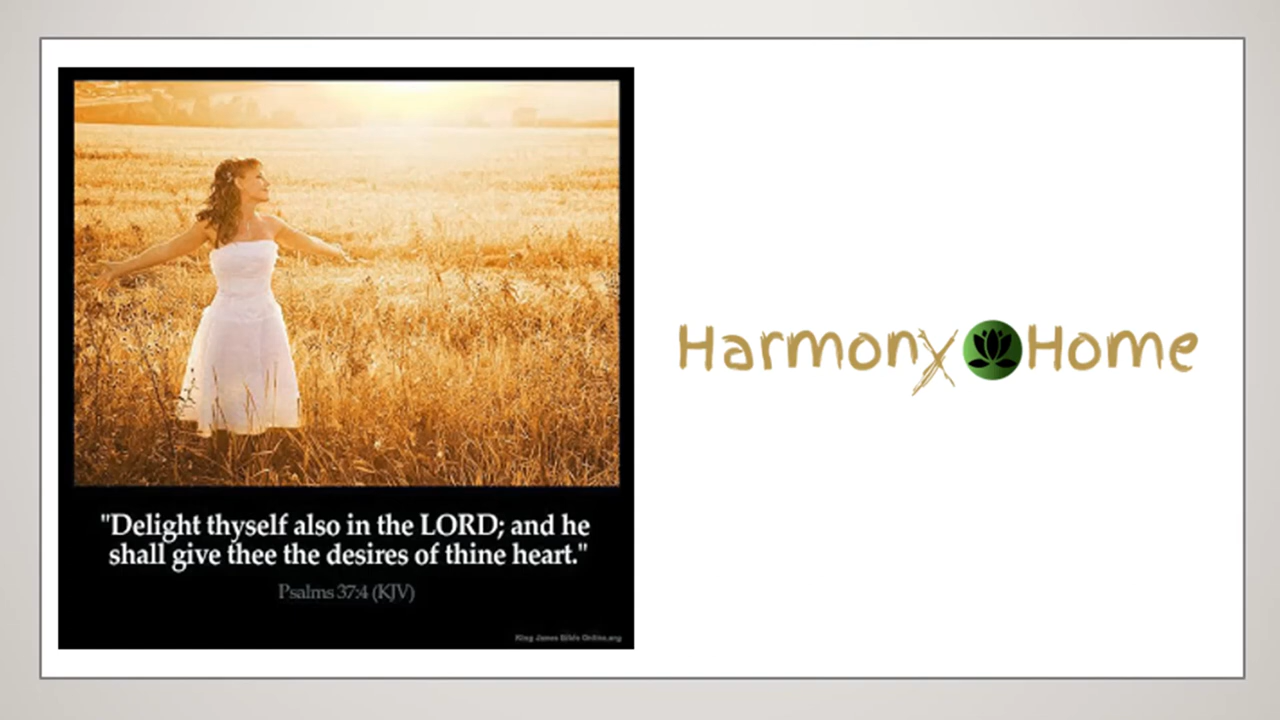 "Delight thyself also in the LORD; and he
shall give thee the desires of thine heart."
Psalms 37:4 (KJV)
King James Bible Online.org
Harmony Home